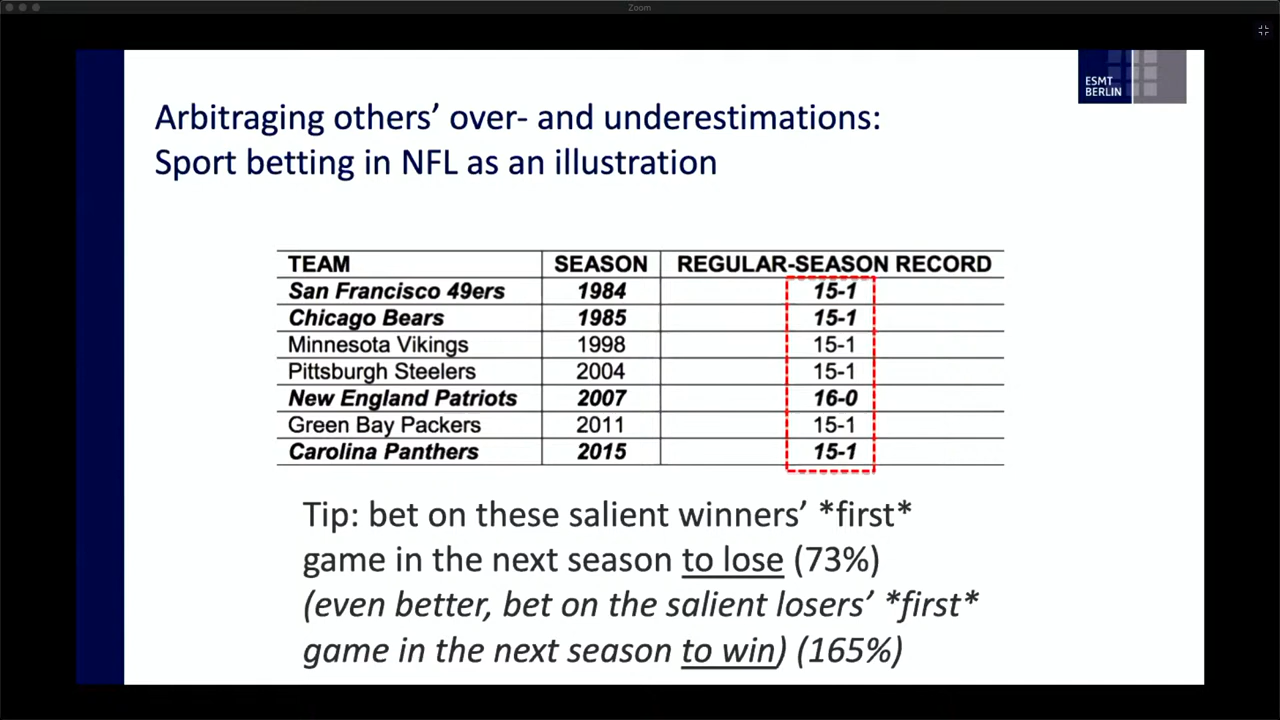 Zoom
ESMT
BERLIN
Arbitraging others’ over- and underestimations:
Sport betting in NFL as an illustration
TEAM SEASON REGULAR-SEASON RECORD
San Francisco 49ers 1984 15-1
Chicago Bears 1985 15-1
Minnesota Vikings 1998 15-1
Pittsburgh Steelers 2004 15-1
New England Patriots 2007 16-0
Green Bay Packers 2011 15-1
Carolina Panthers 2015 15-1
Tip: bet on these salient winners’ *first*
game in the next season to lose (73%)
(even better, bet on the salient losers’ *first*
game in the next season to win) (165%)